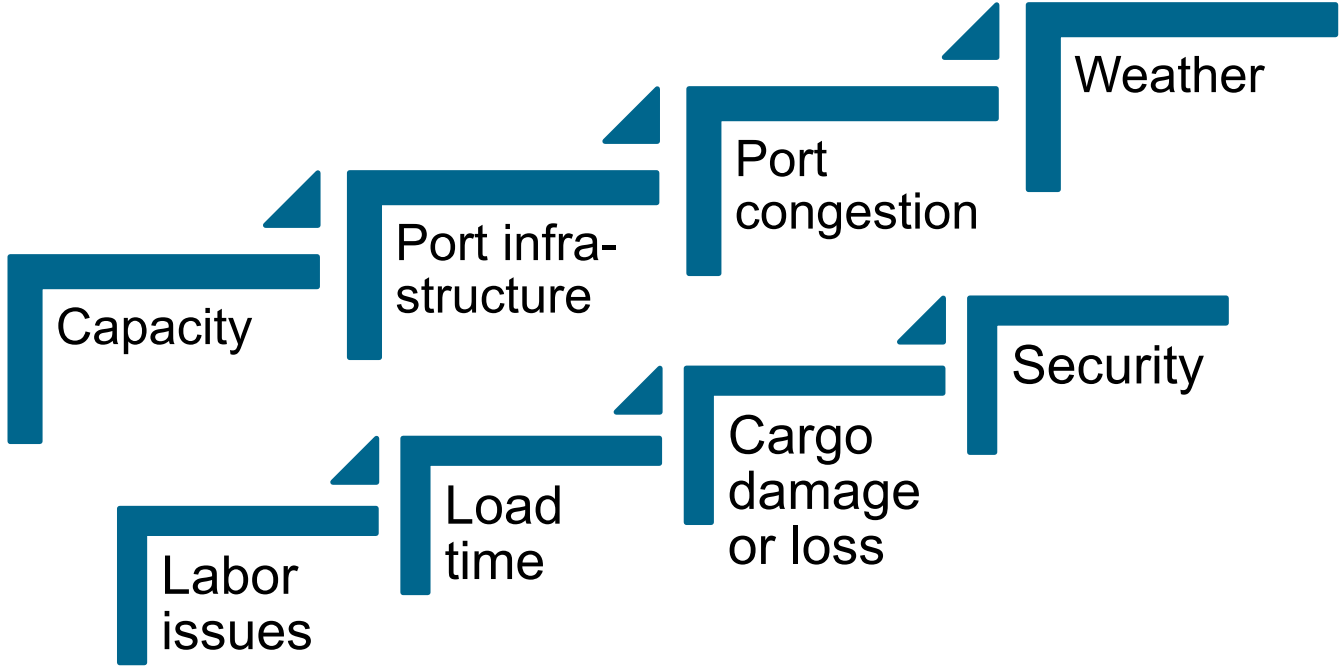 Capacity
Port infra-
structure
Port
congestion
Weather
Labor
issues
Load
time
Cargo
damage
or loss
Security